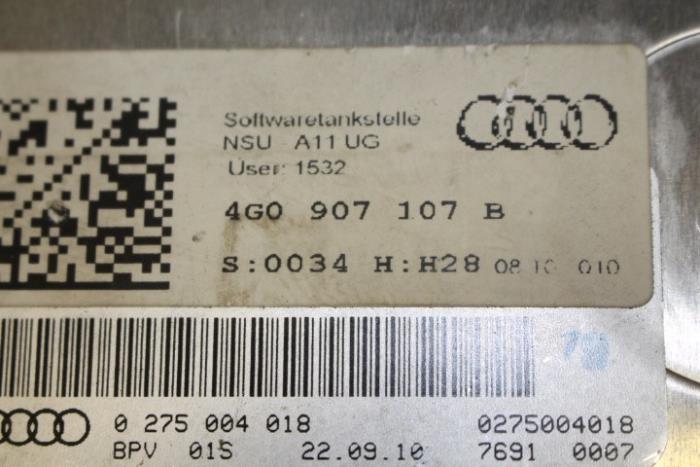 Softwaretankstelle
NSU - A11 UG
User: 1532
4G0 907 107 B
S:0034 H:H28 08 10 010
0 275 004 018 0275004018
BPV 01S 22.09.10 7691 0007